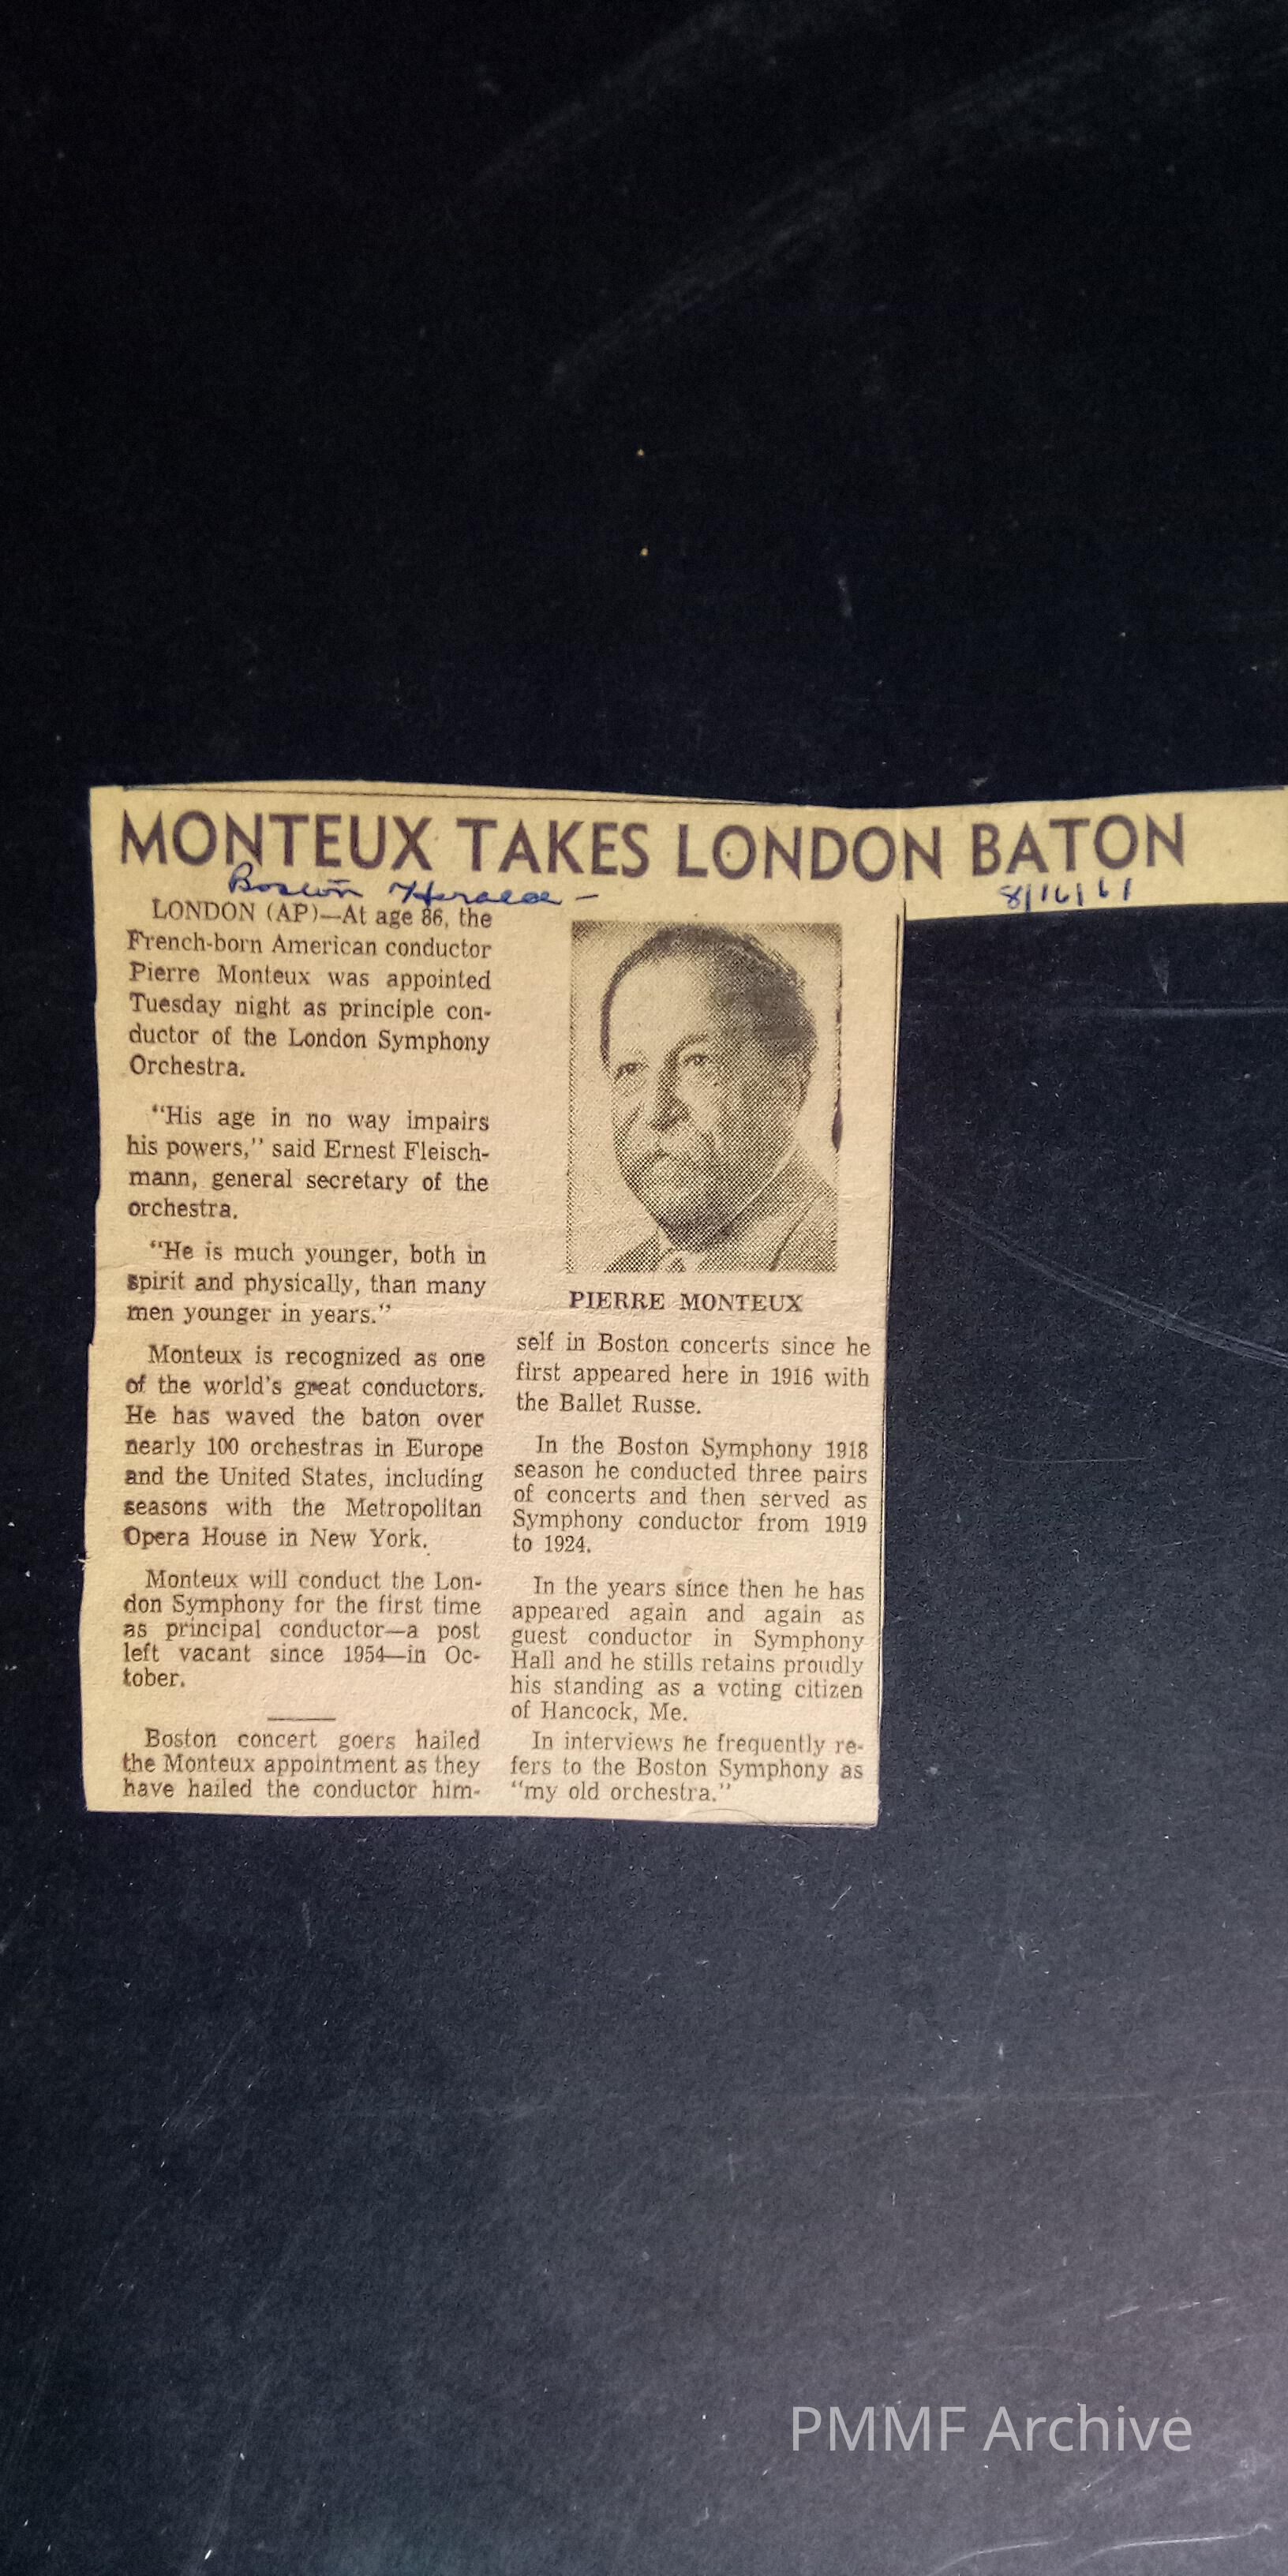 MONTEUX TAKES LONDON BATON
Boston Herald –
8/16/61
LONDON (AP)—At age 86, the
French-born American conductor
Pierre Monteux was appointed
Tuesday night as principle con-
ductor of the London Symphony
Orchestra.
"His age in no way impairs
his powers," said Ernest Fleisch-
mann, general secretary of the
orchestra.
"He is much younger, both in
spirit and physically, than many
men younger in years."
Monteux is recognized as one
of the world's great conductors.
He has waved the baton over
nearly 100 orchestras in Europe
and the United States, including
seasons with the Metropolitan
Opera House in New York.
Monteux will conduct the Lon-
don Symphony for the first time
as principal conductor—a post
left vacant since 1954—in Oc-
tober.
Boston concert goers hailed
the Monteux appointment as they
have hailed the conductor him-
PIERRE MONTEUX
self in Boston concerts since he
first appeared here in 1916 with
the Ballet Russe.
In the Boston Symphony 1918
season he conducted three pairs
of concerts and then served as
Symphony conductor from 1919
to 1924.
In the years since then he has
appeared again and again as
guest conductor in Symphony
Hall and he stills retains proudly
his standing as a voting citizen
of Hancock, Me.
In interviews he frequently re-
fers to the Boston Symphony as
"my old orchestra."
PMMF Archive